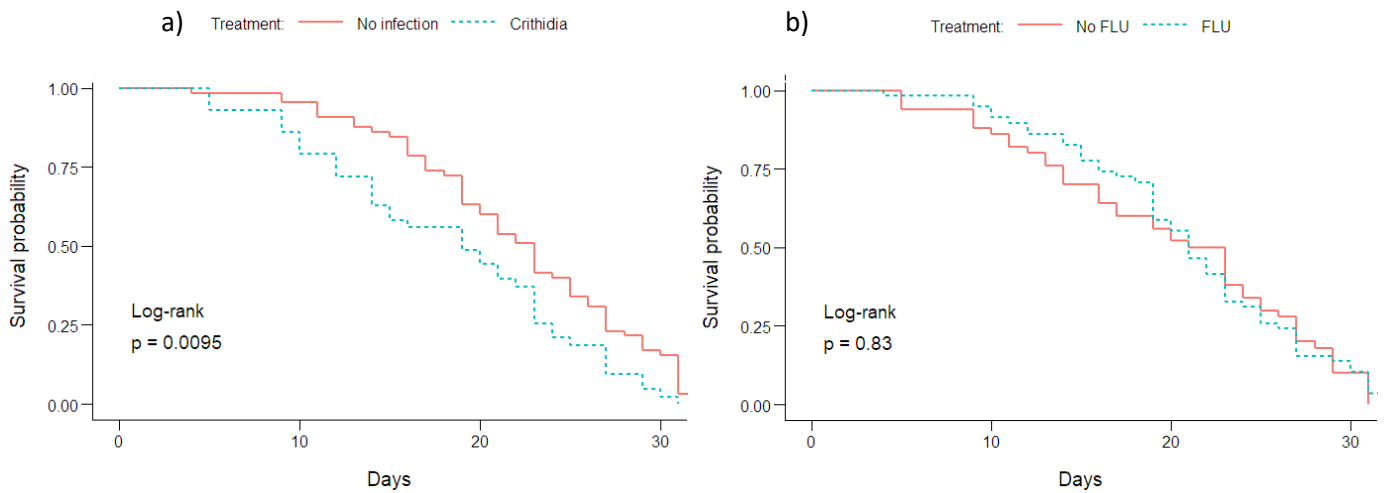 a)
Treatment: No infection Crithidia
1.00
0.75
0.50
0.25
0.00
Survival probability
Log-rank
p = 0.0095
0 10 20 30
Days
b)
Treatment: No FLU FLU
1.00
0.75
0.50
0.25
0.00
Survival probability
Log-rank
p = 0.83
0 10 20 30
Days